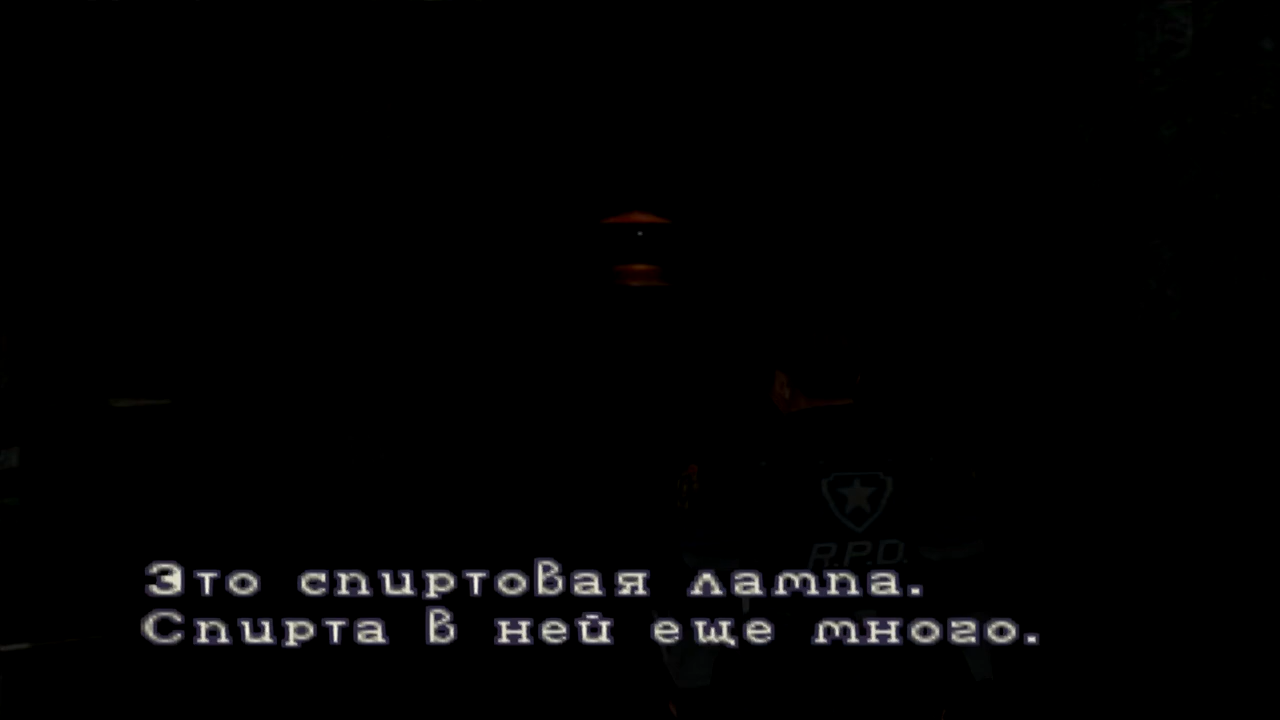 R.P.D.
Это спиртовая лампа.
Спирта в ней еще много.